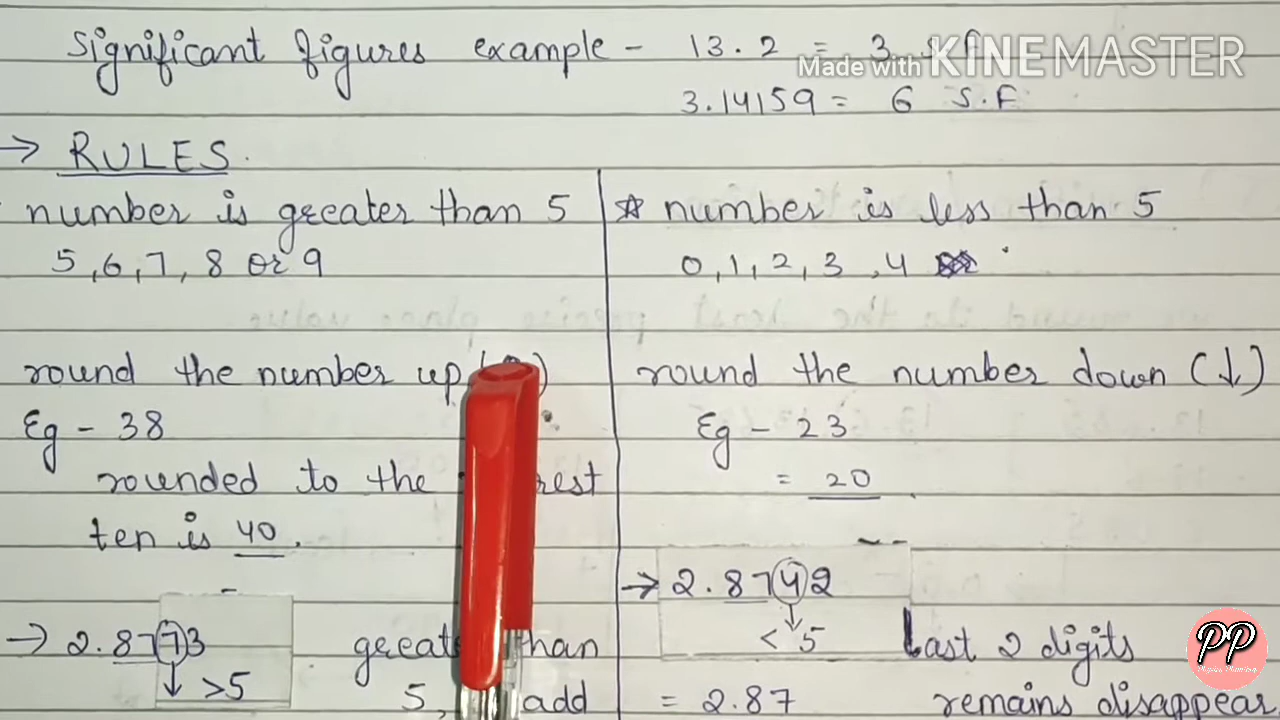 Significant figures example - 13.2 = 3 S.F
Made with KINEMASTER
3.14159 = 6 S.F
→ RULES.
number is greater than 5
5, 6, 7, 8 or 9
round the number up
Eg - 38
rounded to the
ten is 40.
→ 2.8773
↓ >5
than
5, add
☆ number is less than 5
0, 1, 2, 3, 4
round the number down (↓)
Eg - 23
= 20
→ 2.8742
< 5
Last 2 digits
= 2.87 remains disappear
PP